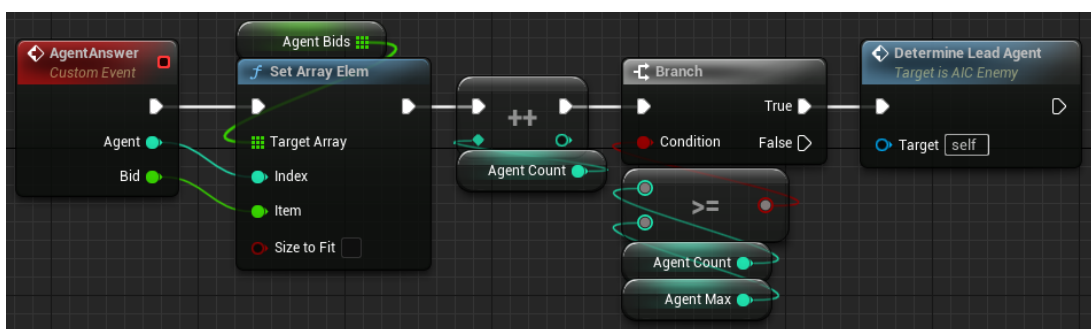 AgentAnswer
Custom Event
Agent
Bid
Agent Bids
f Set Array Elem
Target Array
Index
Item
Size to Fit
++
Agent Count
Branch
True
Condition
False
>=
Agent Count
Agent Max
Determine Lead Agent
Target is AIC Enemy
Target self